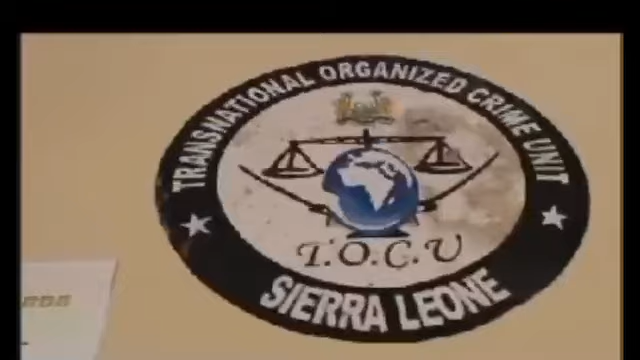 TRANSNATIONAL ORGANIZED CRIME UNIT
T.O.C.U
SIERRA LEONE